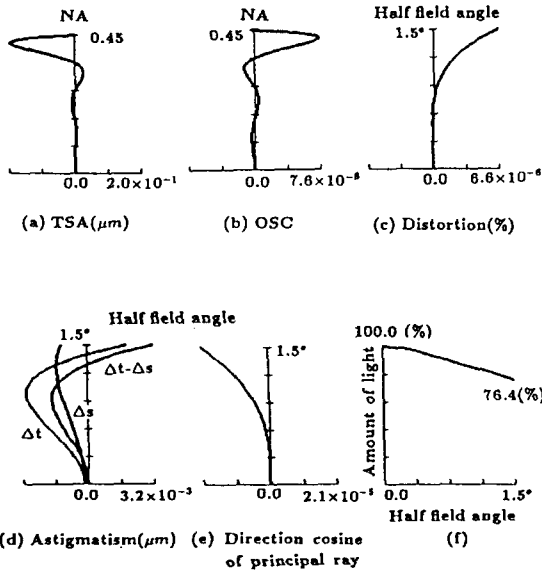 NA
0.45
0.0 2.0×10⁻¹
(a) TSA(μm)
NA
0.45
0.0 7.6×10⁻⁸
(b) OSC
Half field angle
1.5°
0.0 6.6×10⁻⁶
(c) Distortion(%)
Half field angle
1.5°
Δt-Δs
Δs
Δt
0.0 3.2×10⁻³
(d) Astigmatism(μm)
1.5°
0.0 2.1×10⁻⁵
(e) Direction cosine
of principal ray
100.0 (%)
Amount of light
76.4(%)
0.0 1.5°
Half field angle
(f)